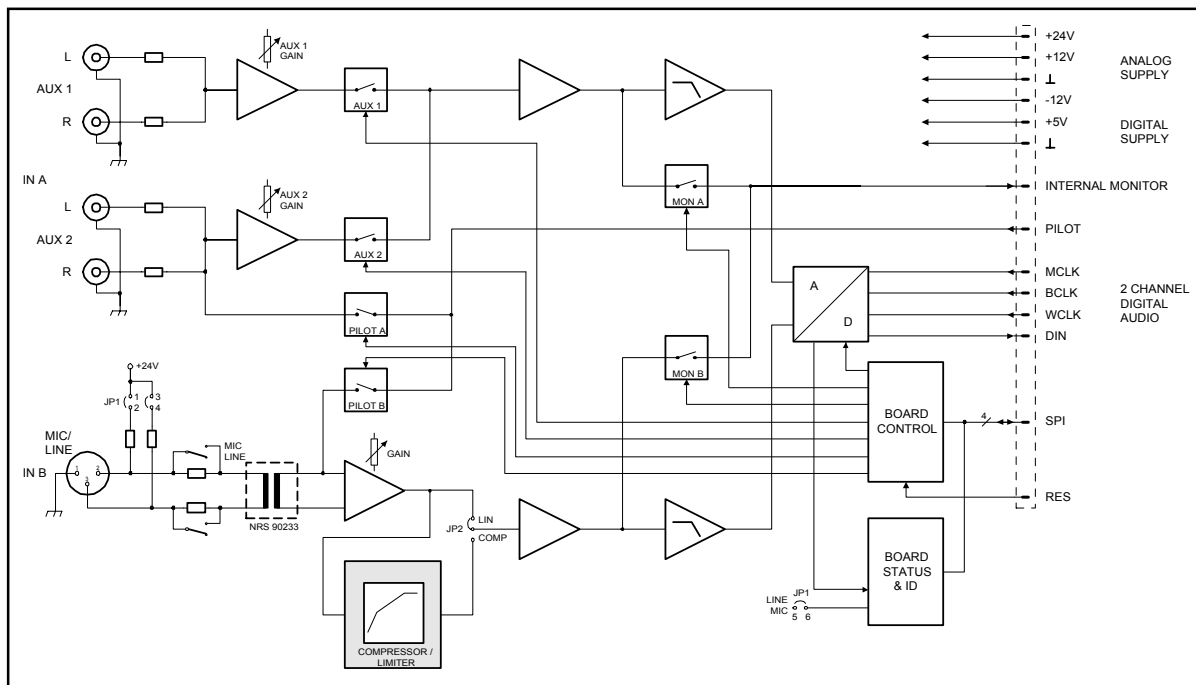 L
AUX 1
R
AUX 1
GAIN
AUX 1
IN A
L
AUX 2
R
AUX 2
GAIN
AUX 2
PILOT A
PILOT B
MON A
MON B
+24V
+12V
⊥
-12V
+5V
⊥
ANALOG
SUPPLY
DIGITAL
SUPPLY
INTERNAL MONITOR
PILOT
MCLK
BCLK
WCLK
DIN
2 CHANNEL
DIGITAL
AUDIO
A
D
BOARD
CONTROL
4
SPI
RES
BOARD
STATUS
& ID
JP1
LINE
MIC
5 6
+24V
JP1
1
2
3
4
MIC/
LINE
IN B
1
2
3
MIC
LINE
NRS 90233
GAIN
LIN
JP2
COMP
COMPRESSOR /
LIMITER